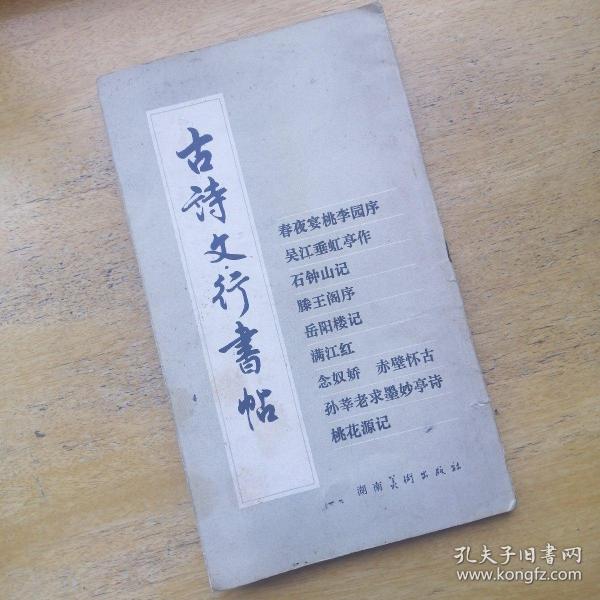 古诗文行書帖
春夜宴桃李园序
吴江垂虹亭作
石钟山记
滕王阁序
岳阳楼记
满江红
念奴娇 赤壁怀古
孙莘老求墨妙亭诗
桃花源记
湖南美術出版社
孔夫子旧書网
www.kongfz.com